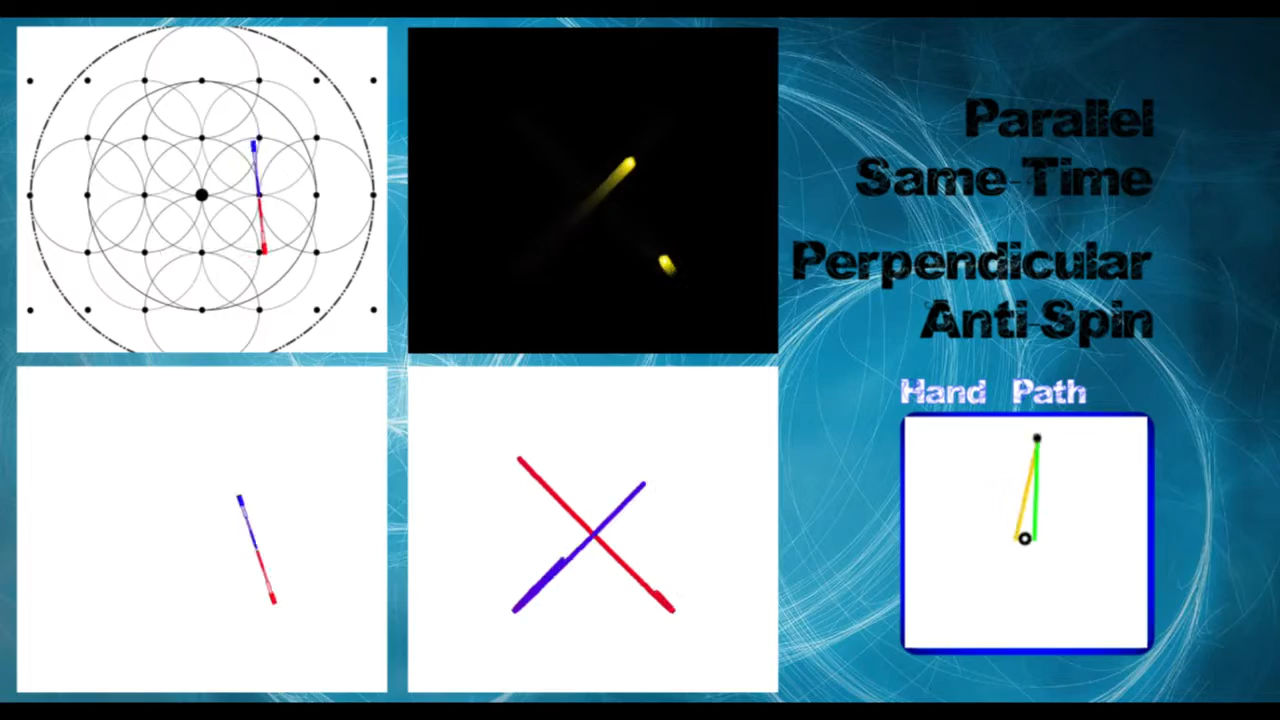 Parallel
Same-Time
Perpendicular
Anti-Spin
Hand Path